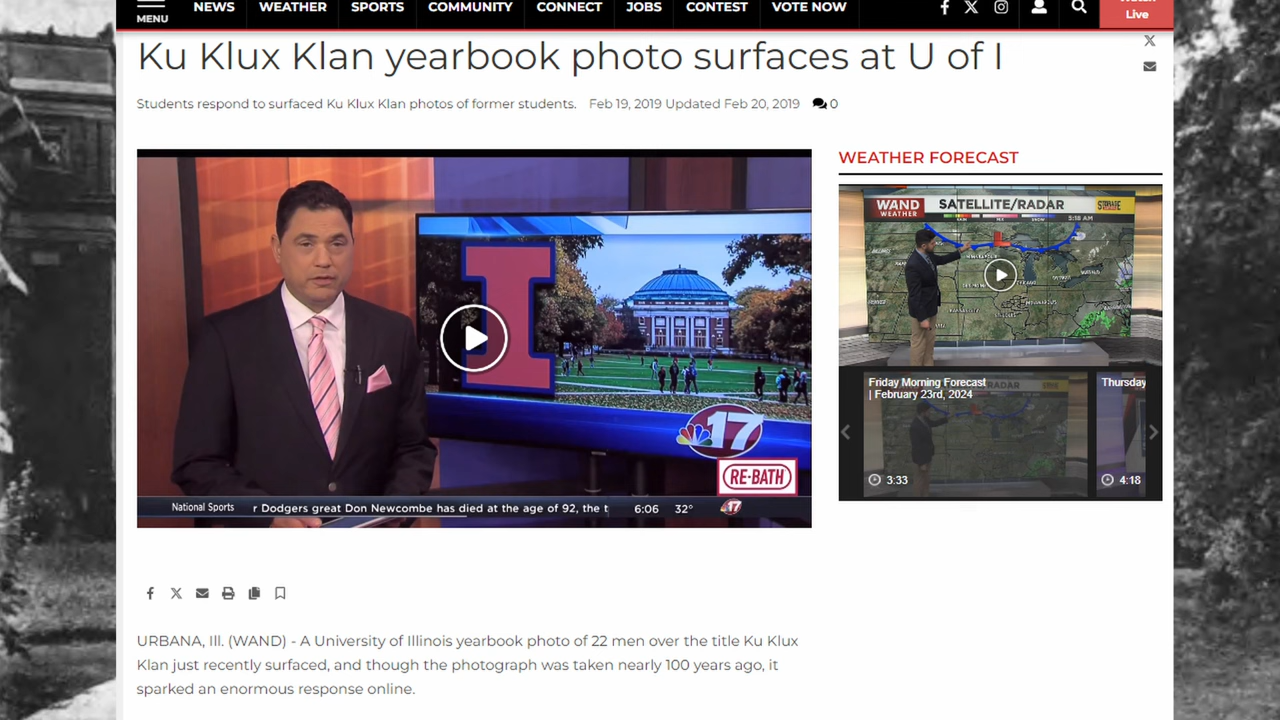 MENU
NEWS
WEATHER
SPORTS
COMMUNITY
CONNECT
JOBS
CONTEST
VOTE NOW
Live
Ku Klux Klan yearbook photo surfaces at U of I
Students respond to surfaced Ku Klux Klan photos of former students. Feb 19, 2019 Updated Feb 20, 2019 0
WEATHER FORECAST
WAND
WEATHER
SATELLITE/RADAR
5:18 AM
I
17
RE·BATH
National Sports r Dodgers great Don Newcombe has died at the age of 92, the t 6:06 32° 17
Friday Morning Forecast
| February 23rd, 2024
Thursday
3:33
4:18
URBANA, Ill. (WAND) - A University of Illinois yearbook photo of 22 men over the title Ku Klux
Klan just recently surfaced, and though the photograph was taken nearly 100 years ago, it
sparked an enormous response online.